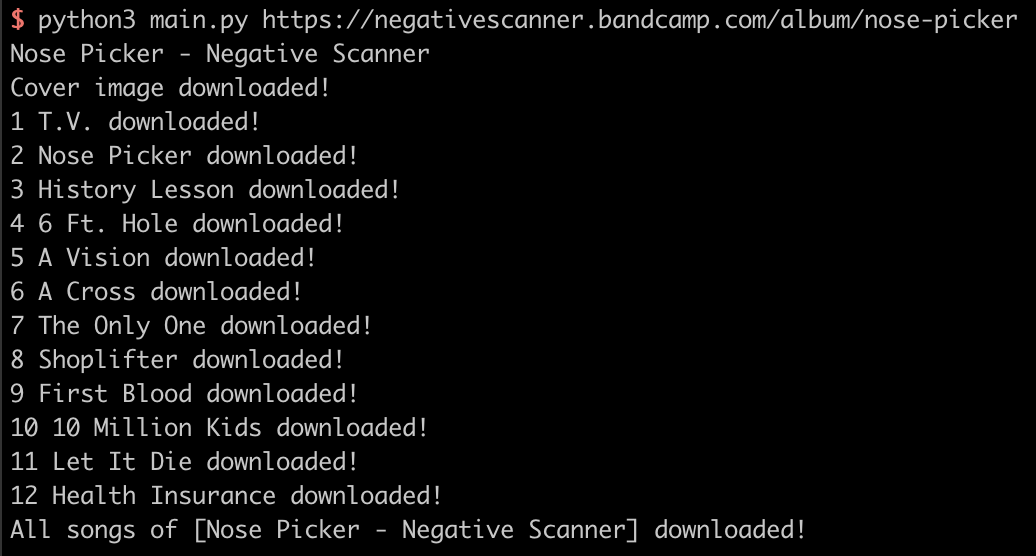 $ python3 main.py https://negativescanner.bandcamp.com/album/nose-picker
Nose Picker - Negative Scanner
Cover image downloaded!
1 T.V. downloaded!
2 Nose Picker downloaded!
3 History Lesson downloaded!
4 6 Ft. Hole downloaded!
5 A Vision downloaded!
6 A Cross downloaded!
7 The Only One downloaded!
8 Shoplifter downloaded!
9 First Blood downloaded!
10 10 Million Kids downloaded!
11 Let It Die downloaded!
12 Health Insurance downloaded!
All songs of [Nose Picker - Negative Scanner] downloaded!